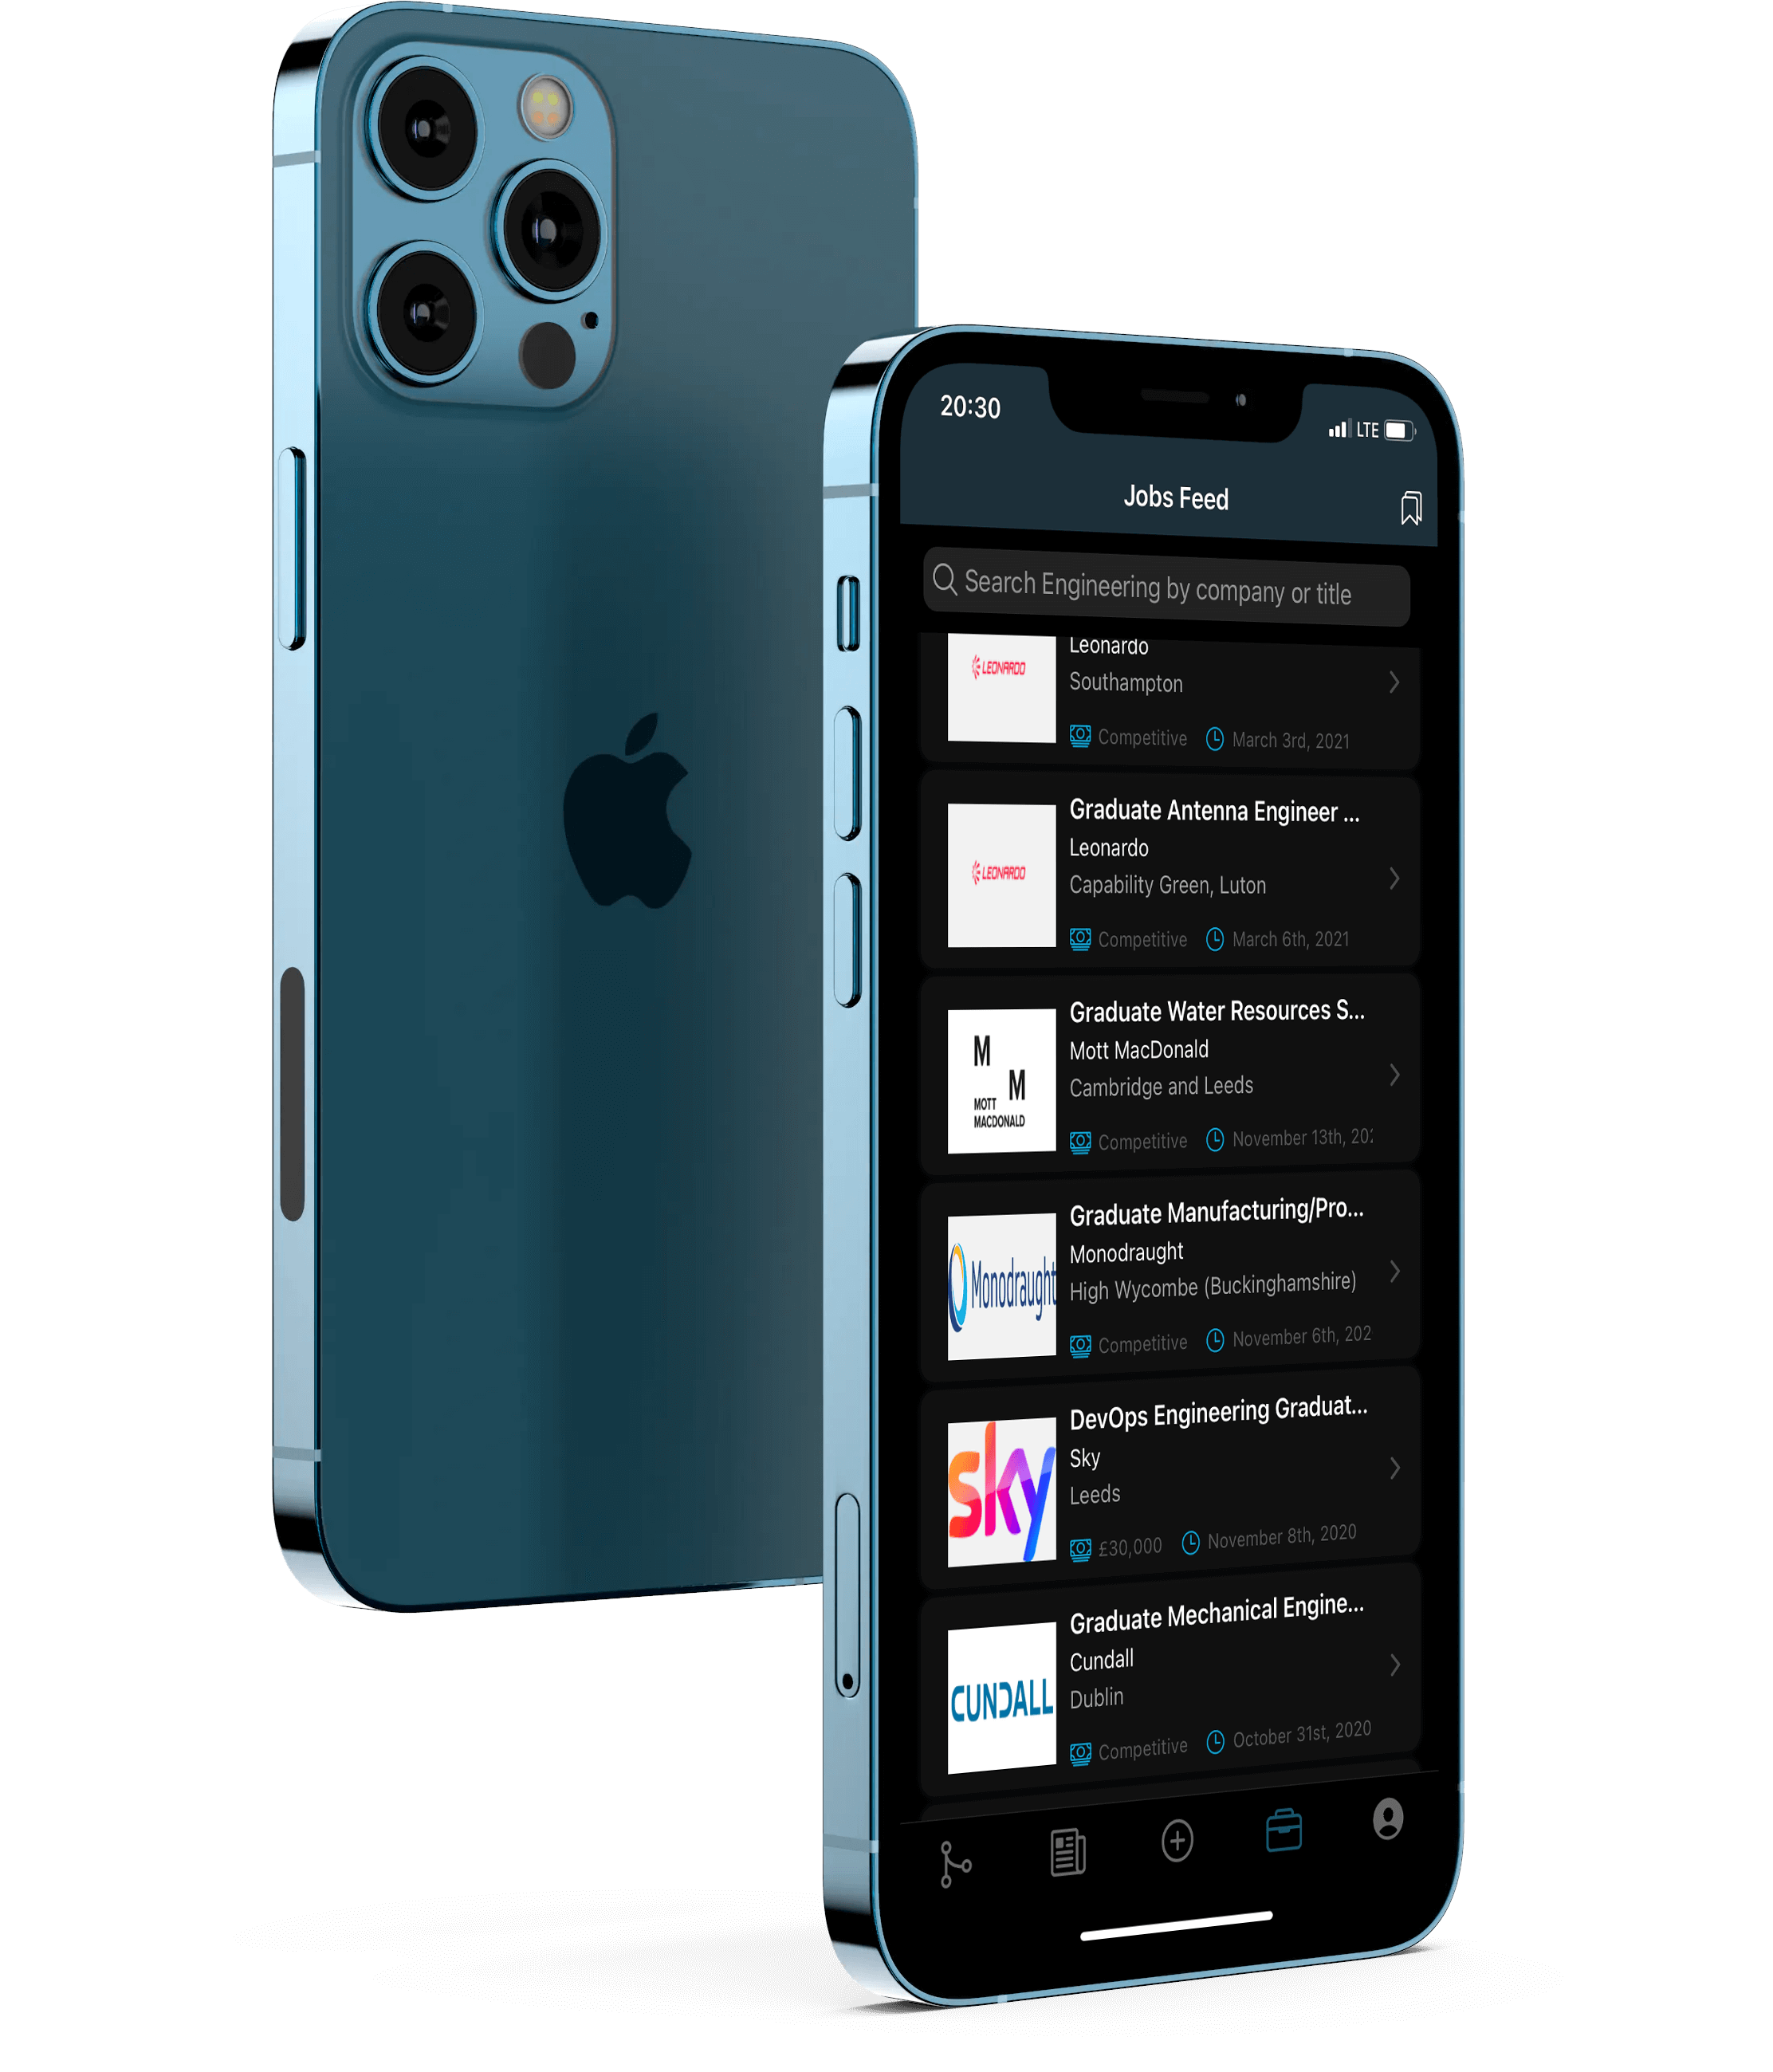 20:30
LTE
Jobs Feed
Search Engineering by company or title
LEONARDO
Leonardo
Southampton
Competitive
March 3rd, 2021
LEONARDO
Graduate Antenna Engineer ...
Leonardo
Capability Green, Luton
Competitive
March 6th, 2021
M
M
MOTT
MACDONALD
Graduate Water Resources S...
Mott MacDonald
Cambridge and Leeds
Competitive
November 13th, 202
Monodraught
Graduate Manufacturing/Pro...
Monodraught
High Wycombe (Buckinghamshire)
Competitive
November 6th, 202
sky
DevOps Engineering Graduat...
Sky
Leeds
£30,000
November 8th, 2020
CUNDALL
Graduate Mechanical Engine...
Cundall
Dublin
Competitive
October 31st, 2020